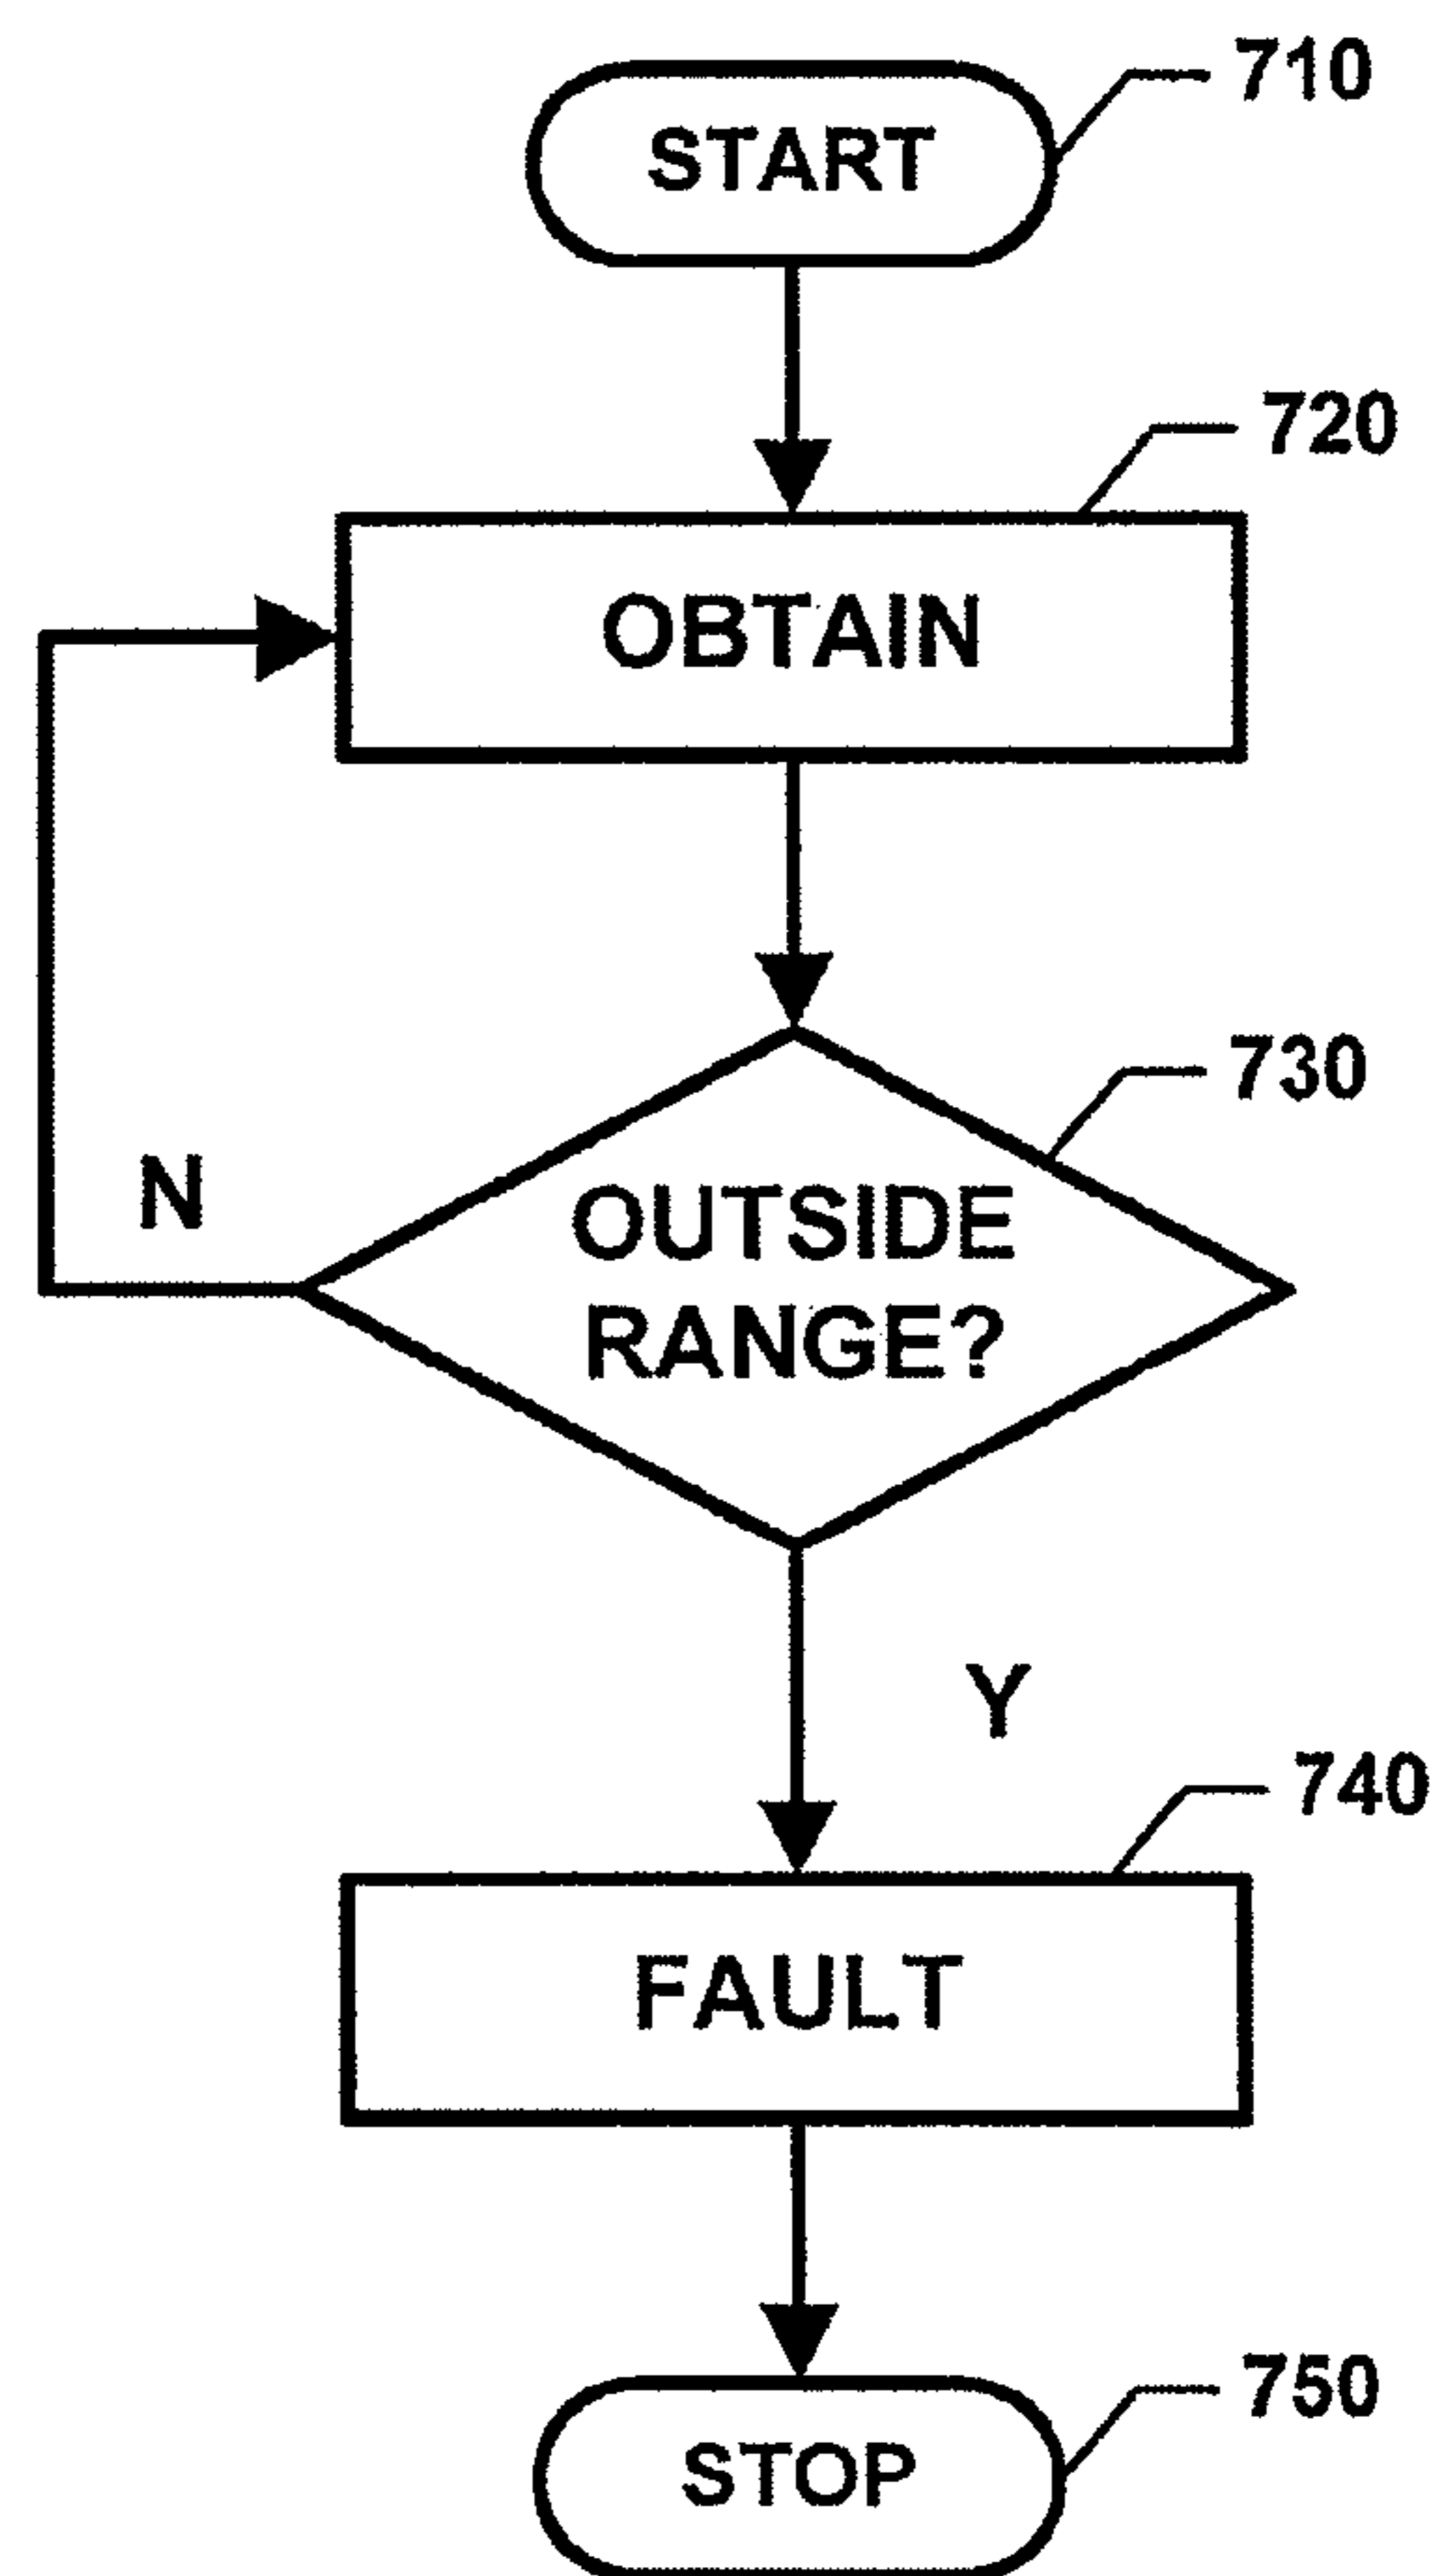 710
START
720
OBTAIN
730
OUTSIDE
RANGE?
N
Y
740
FAULT
750
STOP